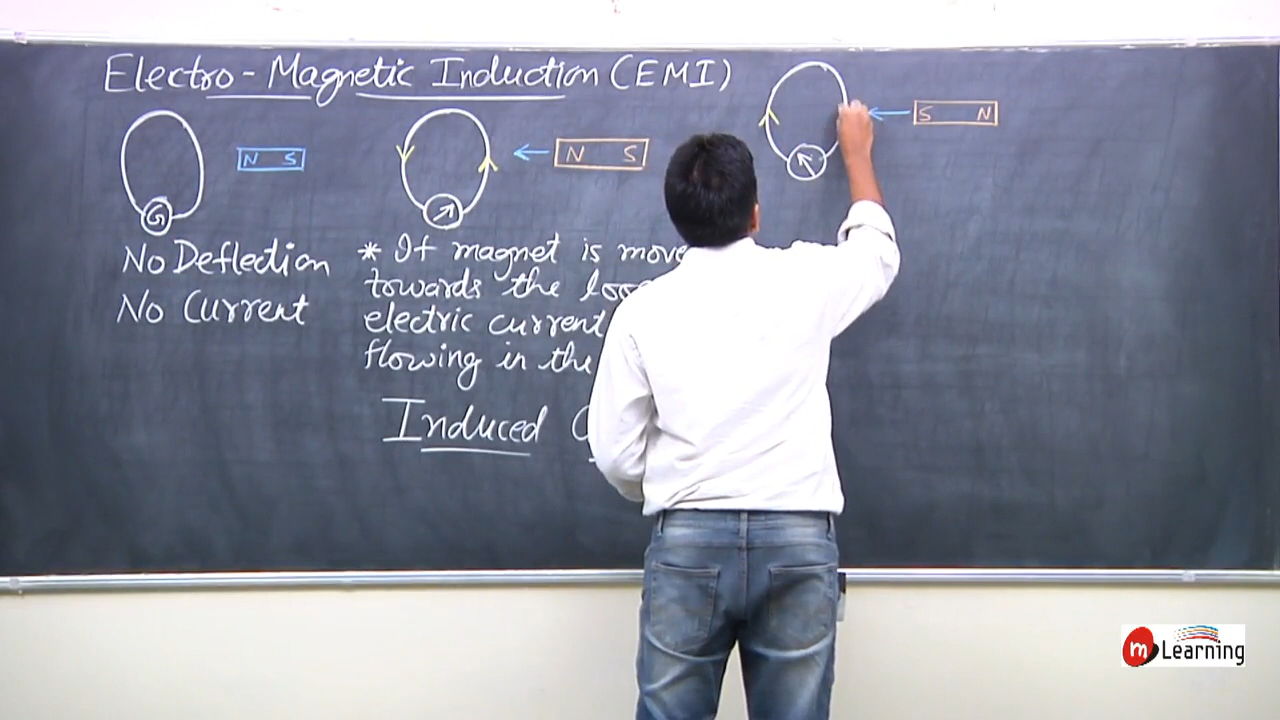 Electro-Magnetic Induction (EMI)
G
N S
N S
S N
No Deflection
No Current
* If magnet is move
towards the loo
electric current
flowing in the
Induced C
m Learning